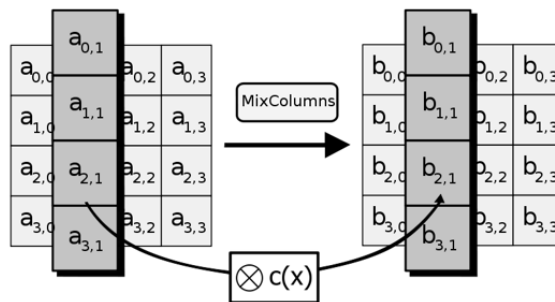 a0,1 b0,1
a0,0 a0,2 a0,3 b0,0 b0,2 b0,3
MixColumns
a1,0 a1,1 a1,2 a1,3 b1,0 b1,1 b1,2 b1,3
a2,0 a2,1 a2,2 a2,3 b2,0 b2,1 b2,2 b2,3
a3,0 a3,1 a3,2 a3,3 b3,0 b3,1 b3,2 b3,3
⊗ c(x)